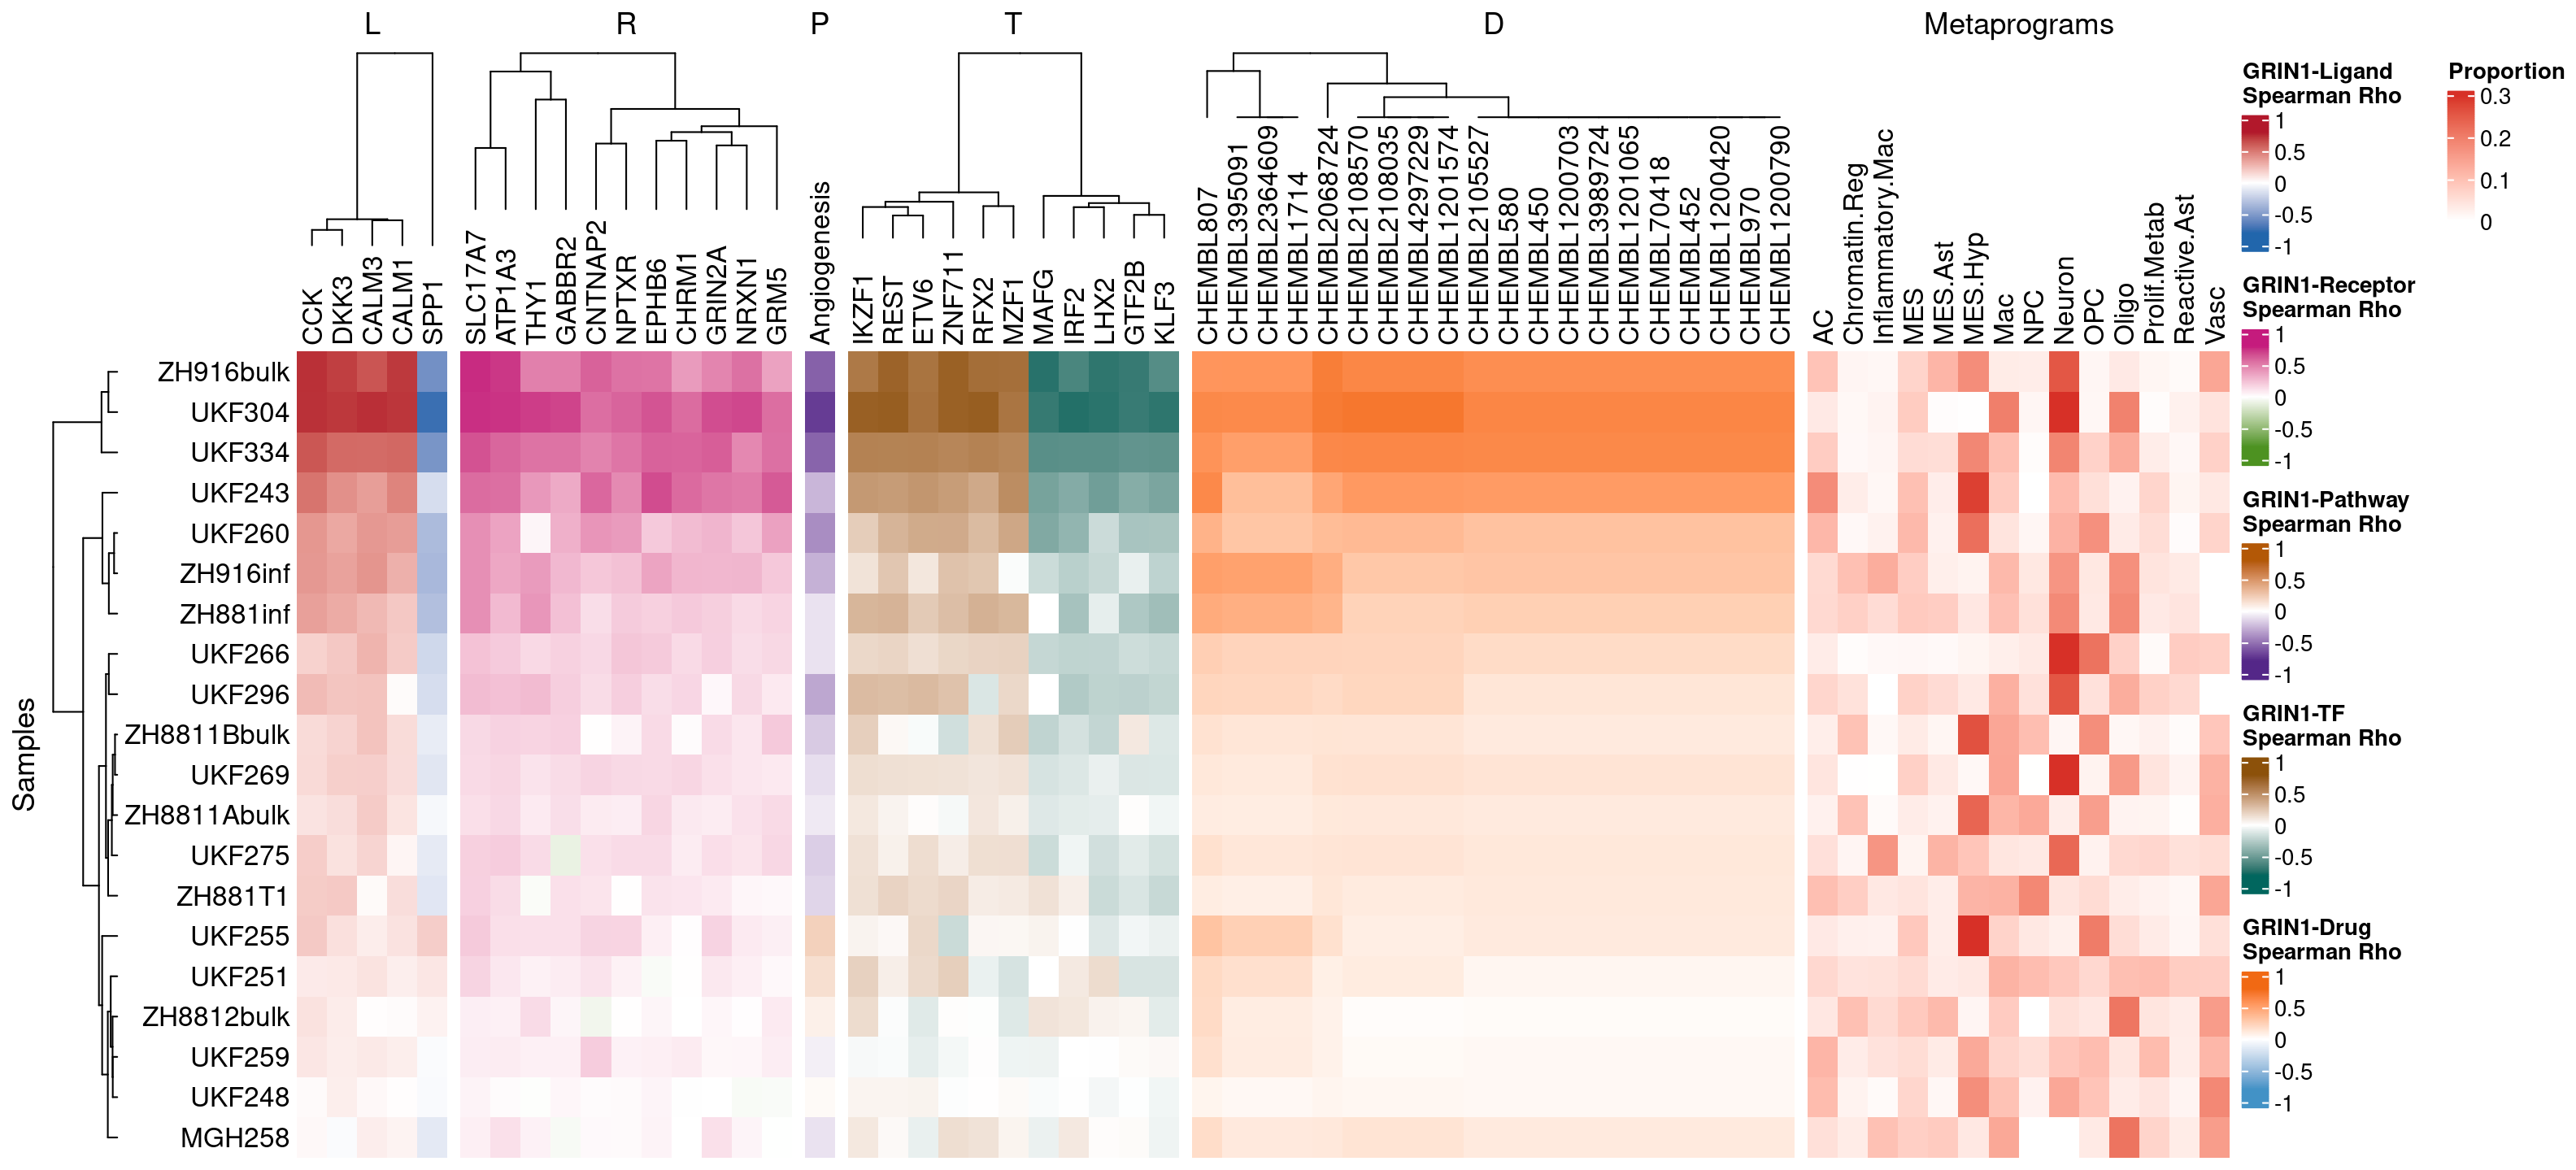 L
R
P
T
D
Metaprograms
CCK
DKK3
CALM3
CALM1
SPP1
SLC17A7
ATP1A3
THY1
GABBR2
CNTNAP2
NPTXR
EPHB6
CHRM1
GRIN2A
NRXN1
GRM5
Angiogenesis
IKZF1
REST
ETV6
ZNF711
RFX2
MZF1
MAFG
IRF2
LHX2
GTF2B
KLF3
CHEMBL807
CHEMBL395091
CHEMBL2364609
CHEMBL1714
CHEMBL2068724
CHEMBL2108570
CHEMBL2108035
CHEMBL4297229
CHEMBL1201574
CHEMBL2105527
CHEMBL580
CHEMBL450
CHEMBL1200703
CHEMBL3989724
CHEMBL1201065
CHEMBL70418
CHEMBL452
CHEMBL1200420
CHEMBL970
CHEMBL1200790
AC
Chromatin.Reg
Inflammatory.Mac
MES
MES.Ast
MES.Hyp
Mac
NPC
Neuron
OPC
Oligo
Prolif.Metab
Reactive.Ast
Vasc
Samples
ZH916bulk
UKF304
UKF334
UKF243
UKF260
ZH916inf
ZH881inf
UKF266
UKF296
ZH8811Bbulk
UKF269
ZH8811Abulk
UKF275
ZH881T1
UKF255
UKF251
ZH8812bulk
UKF259
UKF248
MGH258
GRIN1-Ligand
Spearman Rho
1
0.5
0
-0.5
-1
GRIN1-Receptor
Spearman Rho
1
0.5
0
-0.5
-1
GRIN1-Pathway
Spearman Rho
1
0.5
0
-0.5
-1
GRIN1-TF
Spearman Rho
1
0.5
0
-0.5
-1
GRIN1-Drug
Spearman Rho
1
0.5
0
-0.5
-1
Proportion
0.3
0.2
0.1
0